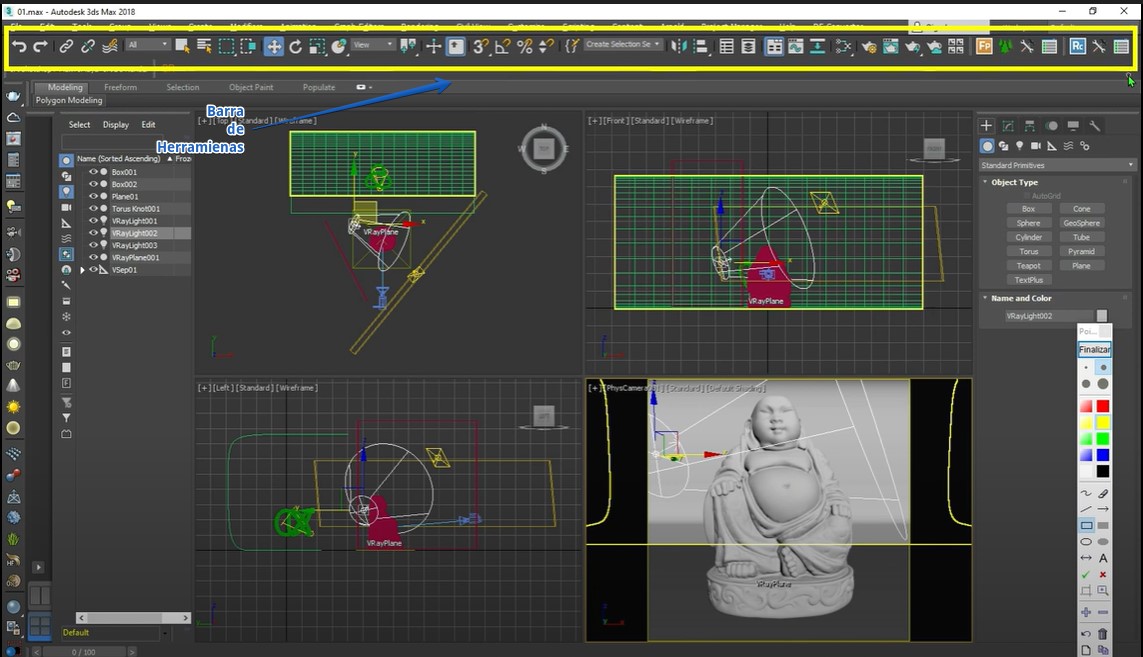 01.max - Autodesk 3ds Max 2018
All
View
Create Selection Se
Modeling
Freeform
Selection
Object Paint
Populate
Polygon Modeling
Barra
de
Herramienas
Select
Display
Edit
Name (Sorted Ascending)
Froz
Box001
Box002
Plane01
Torus Knot001
VRayLight001
VRayLight002
VRayLight003
VRayPlane001
VSep01
Default
0 / 100
[+] [Top] [Standard] [Wireframe]
VRayPlane
[+] [Front] [Standard] [Wireframe]
VRayPlane
[+] [Left] [Standard] [Wireframe]
VRayPlane
[Standard] [Default Shading]
VRayPlane
Standard Primitives
Object Type
AutoGrid
Box
Cone
Sphere
GeoSphere
Cylinder
Tube
Torus
Pyramid
Teapot
Plane
TextPlus
Name and Color
VRayLight002
Poi...
Finalizar
A